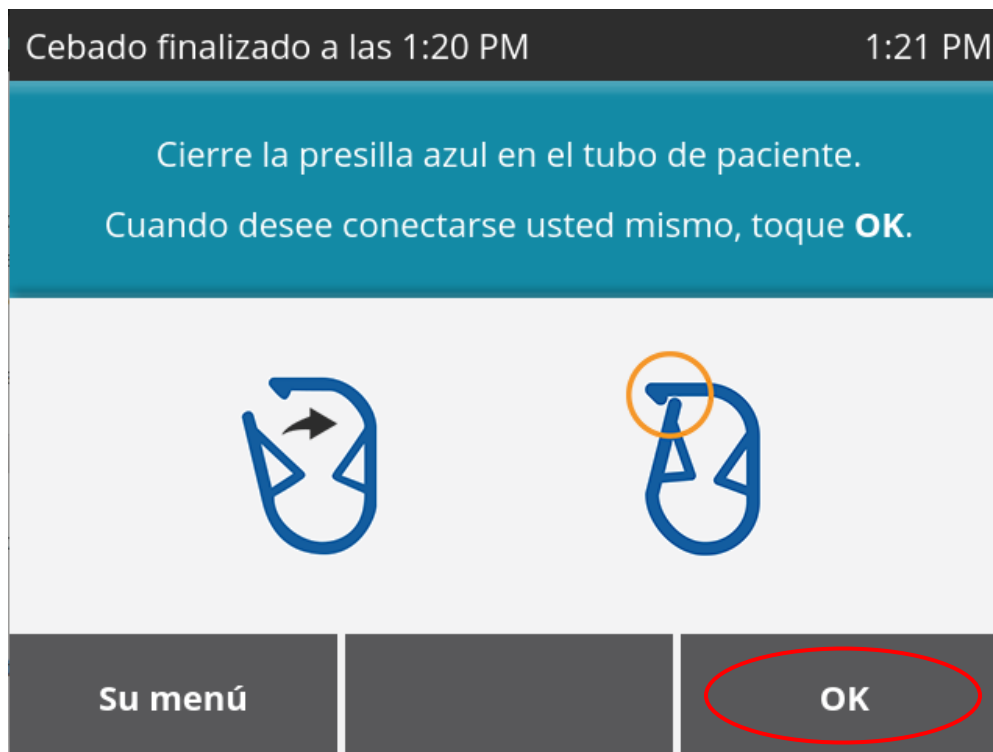 Cebado finalizado a las 1:20 PM 1:21 PM
Cierre la presilla azul en el tubo de paciente.
Cuando desee conectarse usted mismo, toque OK.
Su menú OK